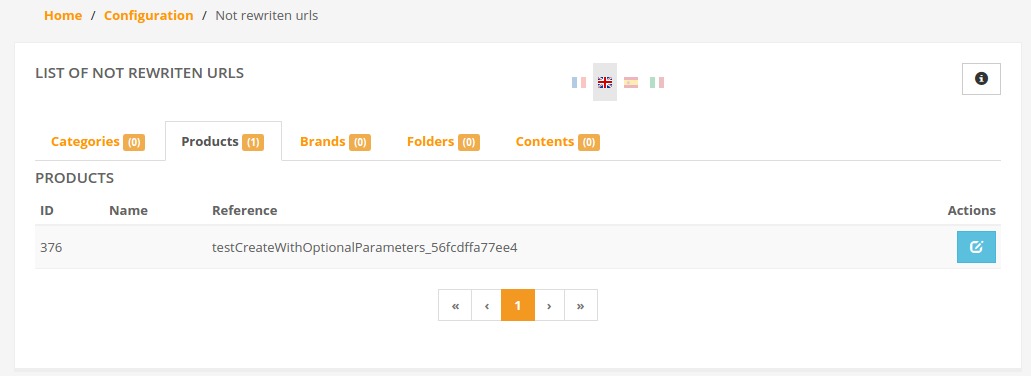 Home / Configuration / Not rewriten urls
LIST OF NOT REWRITEN URLS
Categories (0) Products (1) Brands (0) Folders (0) Contents (0)
PRODUCTS
ID Name Reference Actions
376 testCreateWithOptionalParameters_56fcdffa77ee4
« ‹ 1 › »